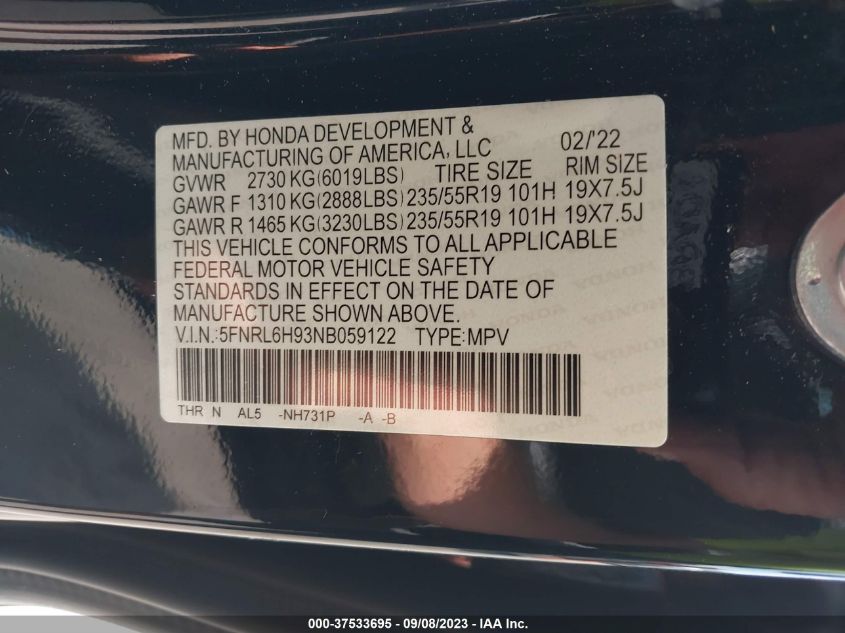 MFD. BY HONDA DEVELOPMENT &
MANUFACTURING OF AMERICA, LLC 02/'22
GVWR 2730 KG(6019LBS) TIRE SIZE RIM SIZE
GAWR F 1310 KG(2888LBS) 235/55R19 101H 19X7.5J
GAWR R 1465 KG(3230LBS) 235/55R19 101H 19X7.5J
THIS VEHICLE CONFORMS TO ALL APPLICABLE
FEDERAL MOTOR VEHICLE SAFETY
STANDARDS IN EFFECT ON THE DATE OF
MANUFACTURE SHOWN ABOVE.
V.I.N.:5FNRL6H93NB059122 TYPE:MPV
THR N AL5 -NH731P -A -B
000-37533695 - 09/08/2023 - IAA Inc.